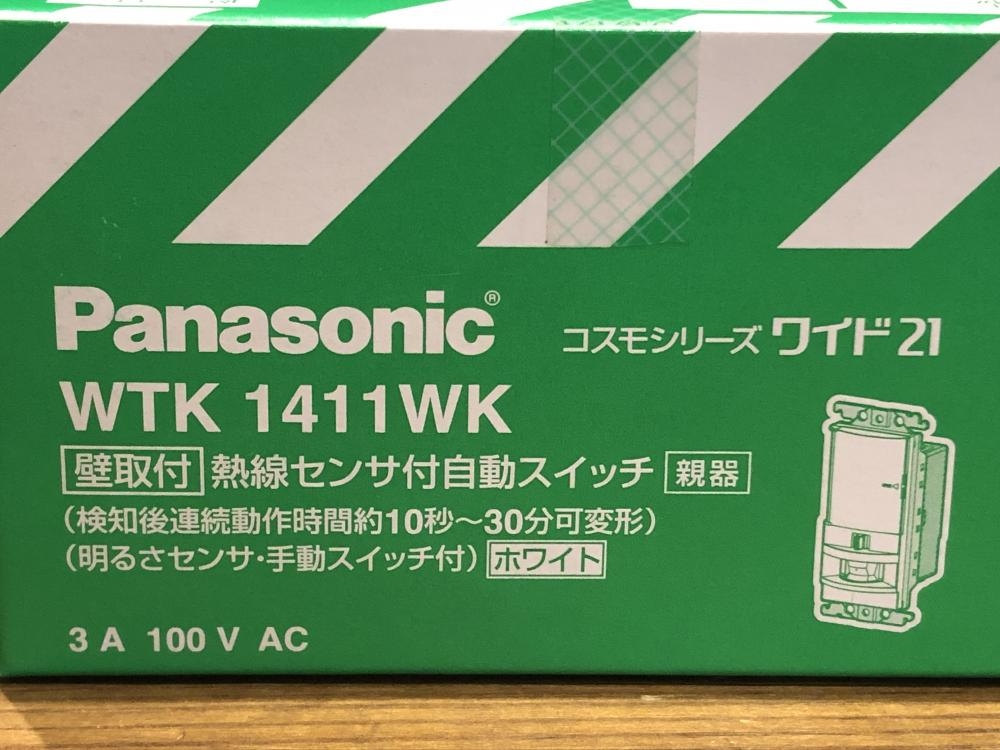 Panasonic®
コスモシリーズ ワイド21
WTK 1411WK
壁取付 熱線センサ付自動スイッチ 親器
(検知後連続動作時間約10秒～30分可変形)
(明るさセンサ・手動スイッチ付) ホワイト
3 A 100 V AC